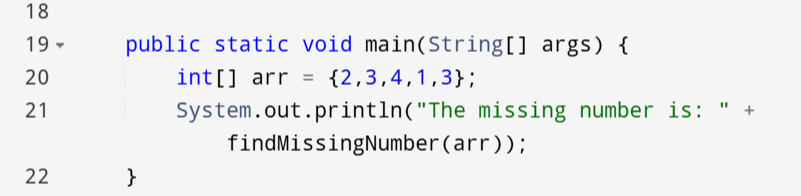 18
19 public static void main(String[] args) {
20 int[] arr = {2,3,4,1,3};
21 System.out.println("The missing number is: " +
findMissingNumber(arr));
22 }